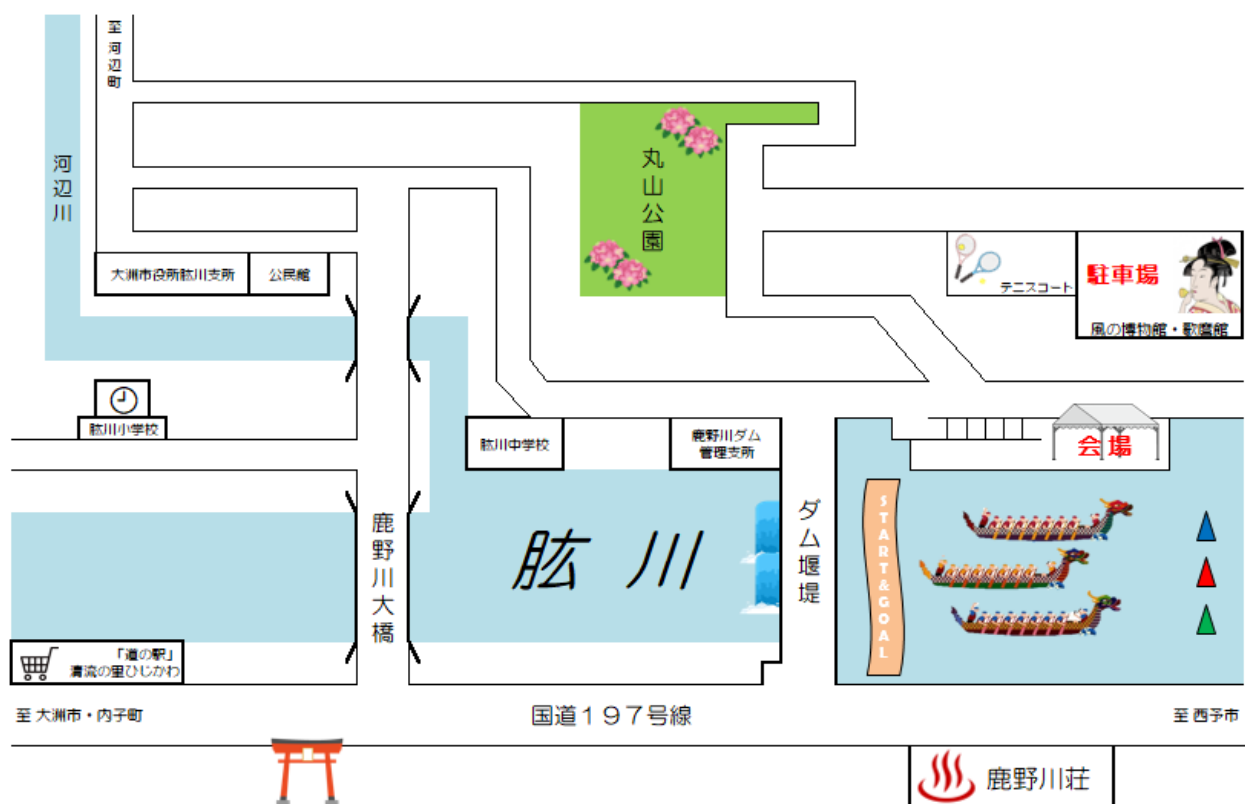 至 河辺町
河辺川
丸山公園
大洲市役所肱川支所
公民館
テニスコート
駐車場
風の博物館・歌麿館
肱川小学校
肱川中学校
鹿野川ダム
管理支所
会場
鹿野川大橋
肱川
ダム堰堤
START&GOAL
「道の駅」
清流の里ひじかわ
至 大洲市・内子町
国道197号線
至 西予市
鹿野川荘